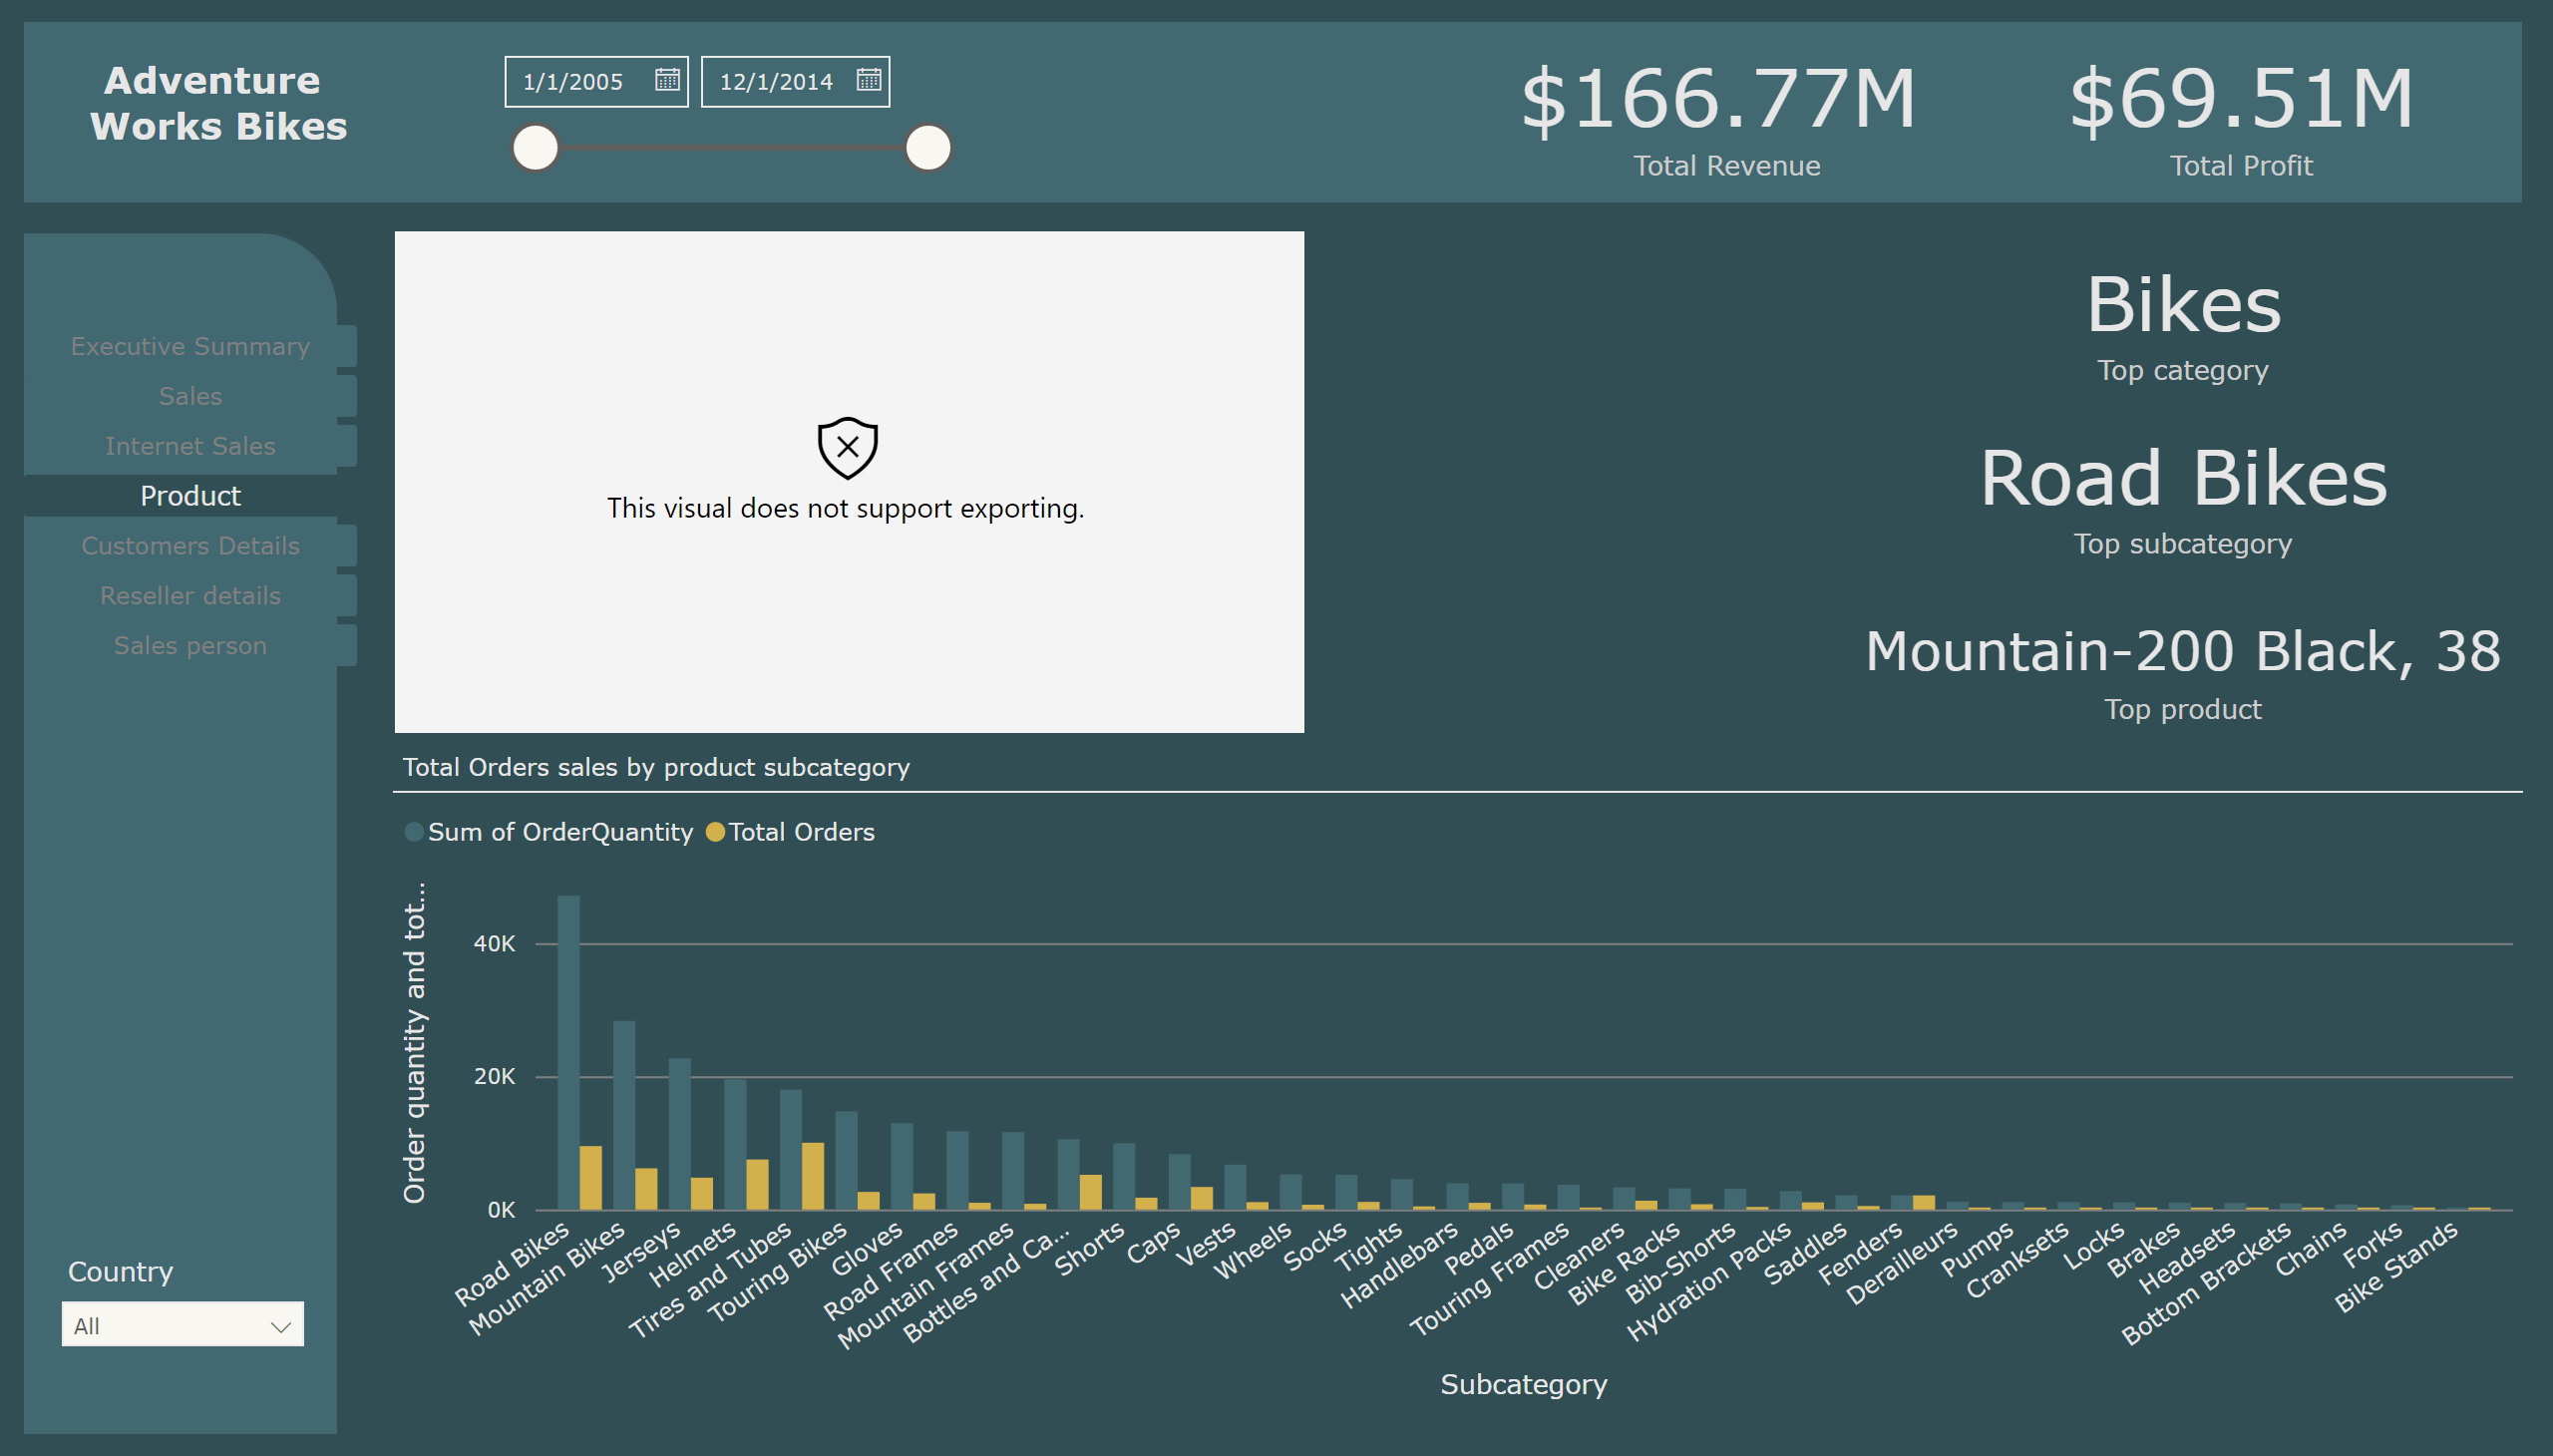 Adventure
Works Bikes
1/1/2005
12/1/2014
$166.77M
Total Revenue
$69.51M
Total Profit
Executive Summary
Sales
Internet Sales
Product
Customers Details
Reseller details
Sales person
Country
All
This visual does not support exporting.
Bikes
Top category
Road Bikes
Top subcategory
Mountain-200 Black, 38
Top product
Total Orders sales by product subcategory
Sum of OrderQuantity
Total Orders
Order quantity and tot...
40K
20K
0K
Road Bikes
Mountain Bikes
Jerseys
Helmets
Tires and Tubes
Touring Bikes
Gloves
Road Frames
Mountain Frames
Bottles and Ca...
Shorts
Caps
Vests
Wheels
Socks
Tights
Handlebars
Pedals
Touring Frames
Cleaners
Bike Racks
Bib-Shorts
Hydration Packs
Saddles
Fenders
Derailleurs
Pumps
Cranksets
Locks
Brakes
Headsets
Bottom Brackets
Chains
Forks
Bike Stands
Subcategory